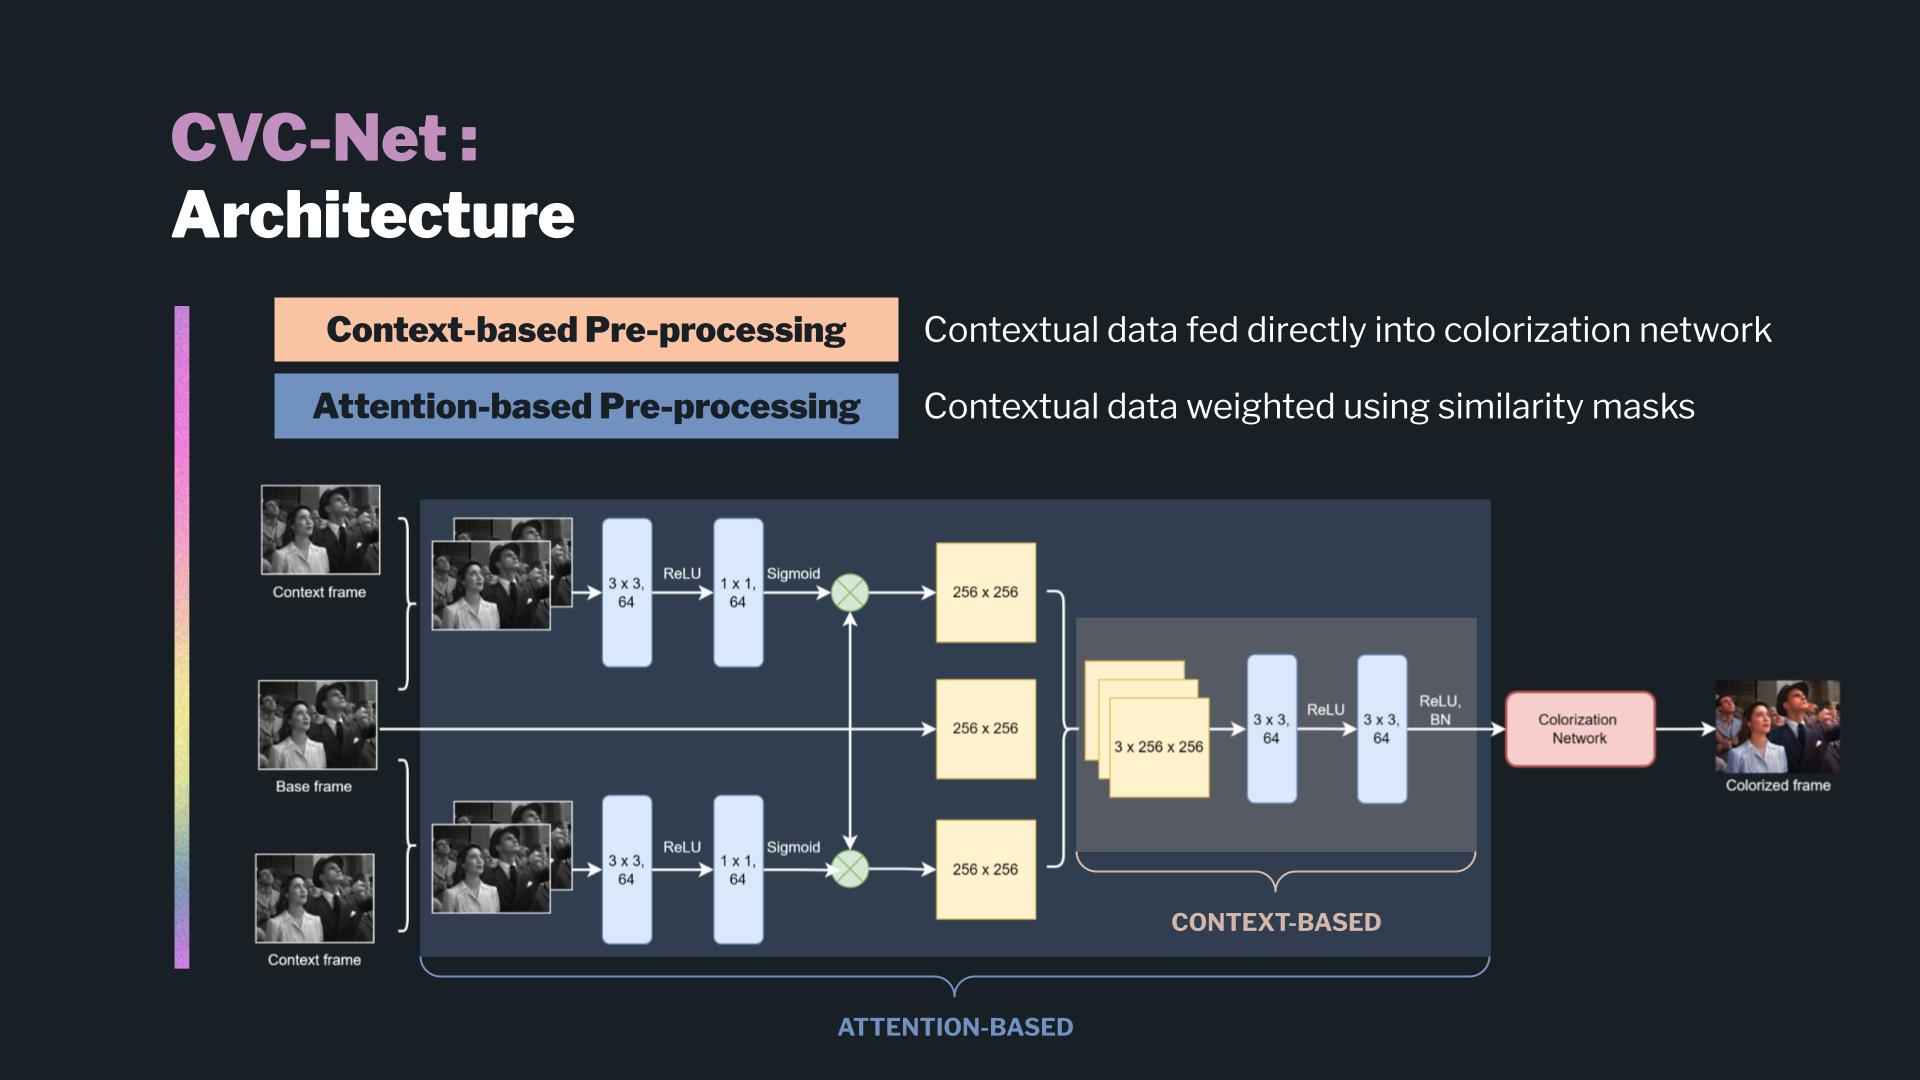 CVC-Net :
Architecture
Context-based Pre-processing
Contextual data fed directly into colorization network
Attention-based Pre-processing
Contextual data weighted using similarity masks
Context frame
3 x 3,
64
ReLU
1 x 1,
64
Sigmoid
256 x 256
Base frame
256 x 256
3 x 256 x 256
3 x 3,
64
ReLU
3 x 3,
64
ReLU,
BN
Colorization
Network
Colorized frame
Context frame
3 x 3,
64
ReLU
1 x 1,
64
Sigmoid
256 x 256
CONTEXT-BASED
ATTENTION-BASED